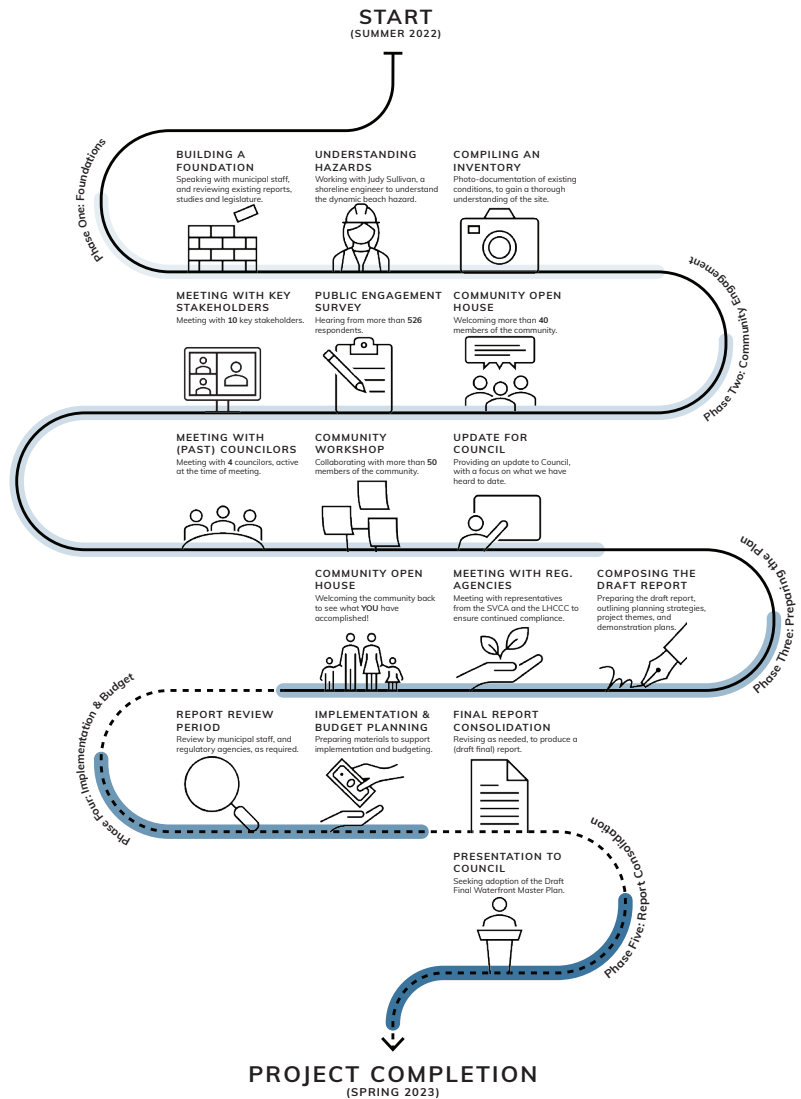 START
(SUMMER 2022)
Phase One: Foundations
BUILDING A
FOUNDATION
Speaking with municipal staff,
and reviewing existing reports,
studies and legislature.
UNDERSTANDING
HAZARDS
Working with Judy Sullivan, a
shoreline engineer to understand
the dynamic beach hazard.
COMPILING AN
INVENTORY
Photo-documentation of existing
conditions, to gain a thorough
understanding of the site.
Phase Two: Community Engagement
MEETING WITH KEY
STAKEHOLDERS
Meeting with 10 key stakeholders.
PUBLIC ENGAGEMENT
SURVEY
Hearing from more than 526
respondents.
COMMUNITY OPEN
HOUSE
Welcoming more than 40
members of the community.
MEETING WITH
(PAST) COUNCILORS
Meeting with 4 councilors, active
at the time of meeting.
COMMUNITY
WORKSHOP
Collaborating with more than 50
members of the community.
UPDATE FOR
COUNCIL
Providing an update to Council,
with a focus on what we have
heard to date.
Phase Three: Preparing the Plan
COMMUNITY OPEN
HOUSE
Welcoming the community back
to see what YOU have
accomplished!
MEETING WITH REG.
AGENCIES
Meeting with representatives
from the SVCA and the LHCCC to
ensure continued compliance.
COMPOSING THE
DRAFT REPORT
Preparing the draft report,
outlining planning strategies,
project themes, and
demonstration plans.
Phase Four: Implementation & Budget
REPORT REVIEW
PERIOD
Review by municipal staff, and
regulatory agencies, as required.
IMPLEMENTATION &
BUDGET PLANNING
Preparing materials to support
implementation and budgeting.
FINAL REPORT
CONSOLIDATION
Revising as needed, to produce a
(draft final) report.
Phase Five: Report Consolidation
PRESENTATION TO
COUNCIL
Seeking adoption of the Draft
Final Waterfront Master Plan.
PROJECT COMPLETION
(SPRING 2023)